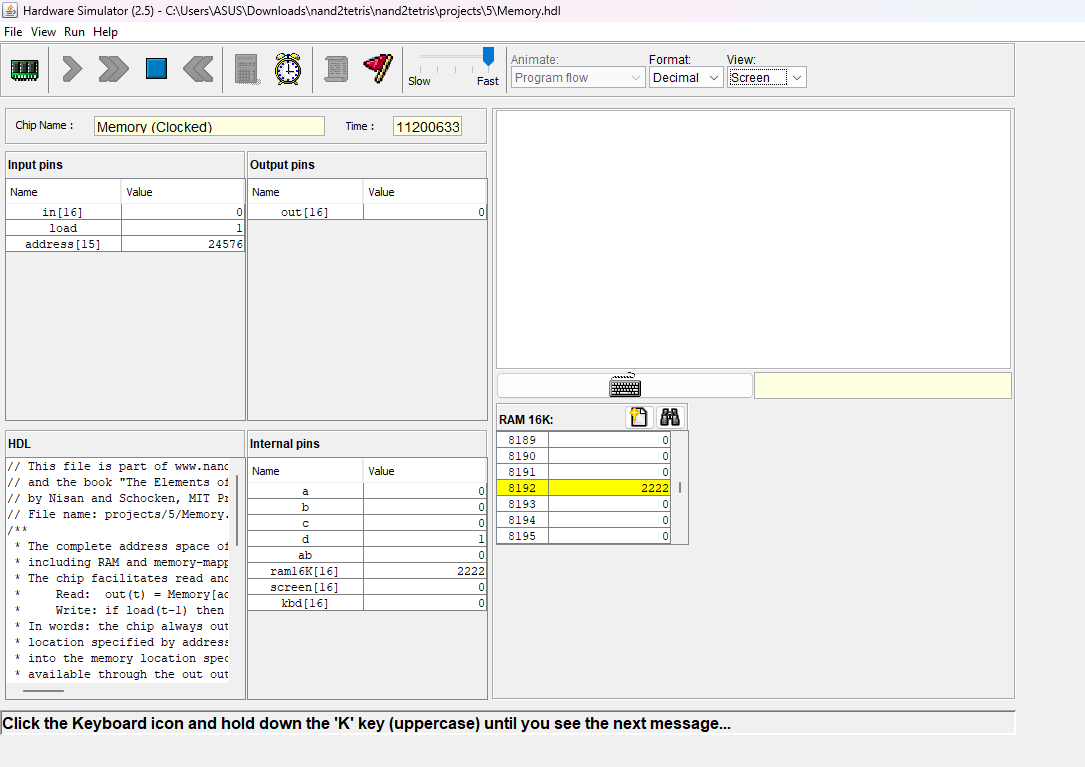 Hardware Simulator (2.5) - C:\Users\ASUS\Downloads\nand2tetris\nand2tetris\projects\5\Memory.hdl
File View Run Help
Slow Fast
Animate: Format: View:
Program flow Decimal Screen
Chip Name : Memory (Clocked) Time : 11200633
Input pins
Name Value
in[16] 0
load 1
address[15] 24576
Output pins
Name Value
out[16] 0
HDL
// This file is part of www.nand
// and the book "The Elements of
// by Nisan and Schocken, MIT Pr
// File name: projects/5/Memory.
/**
* The complete address space of
* including RAM and memory-mapp
* The chip facilitates read and
* Read: out(t) = Memory[ad
* Write: if load(t-1) then
* In words: the chip always out
* location specified by address
* into the memory location spec
* available through the out out
Internal pins
Name Value
a 0
b 0
c 0
d 1
ab 0
ram16K[16] 2222
screen[16] 0
kbd[16] 0
RAM 16K:
8189 0
8190 0
8191 0
8192 2222
8193 0
8194 0
8195 0
Click the Keyboard icon and hold down the 'K' key (uppercase) until you see the next message...